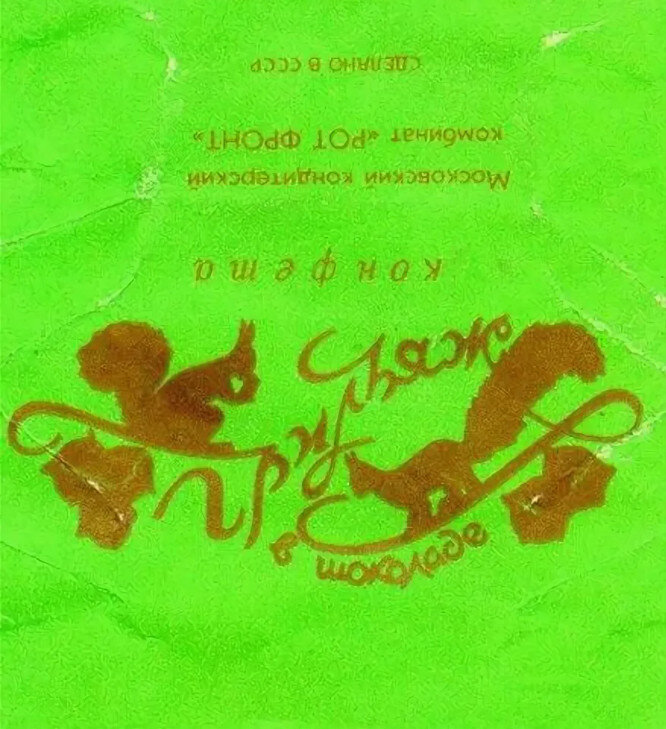 конфета
Грильяж
в шоколаде
Московский кондитерский
комбинат «РОТ ФРОНТ»
СДЕЛАНО В СССР